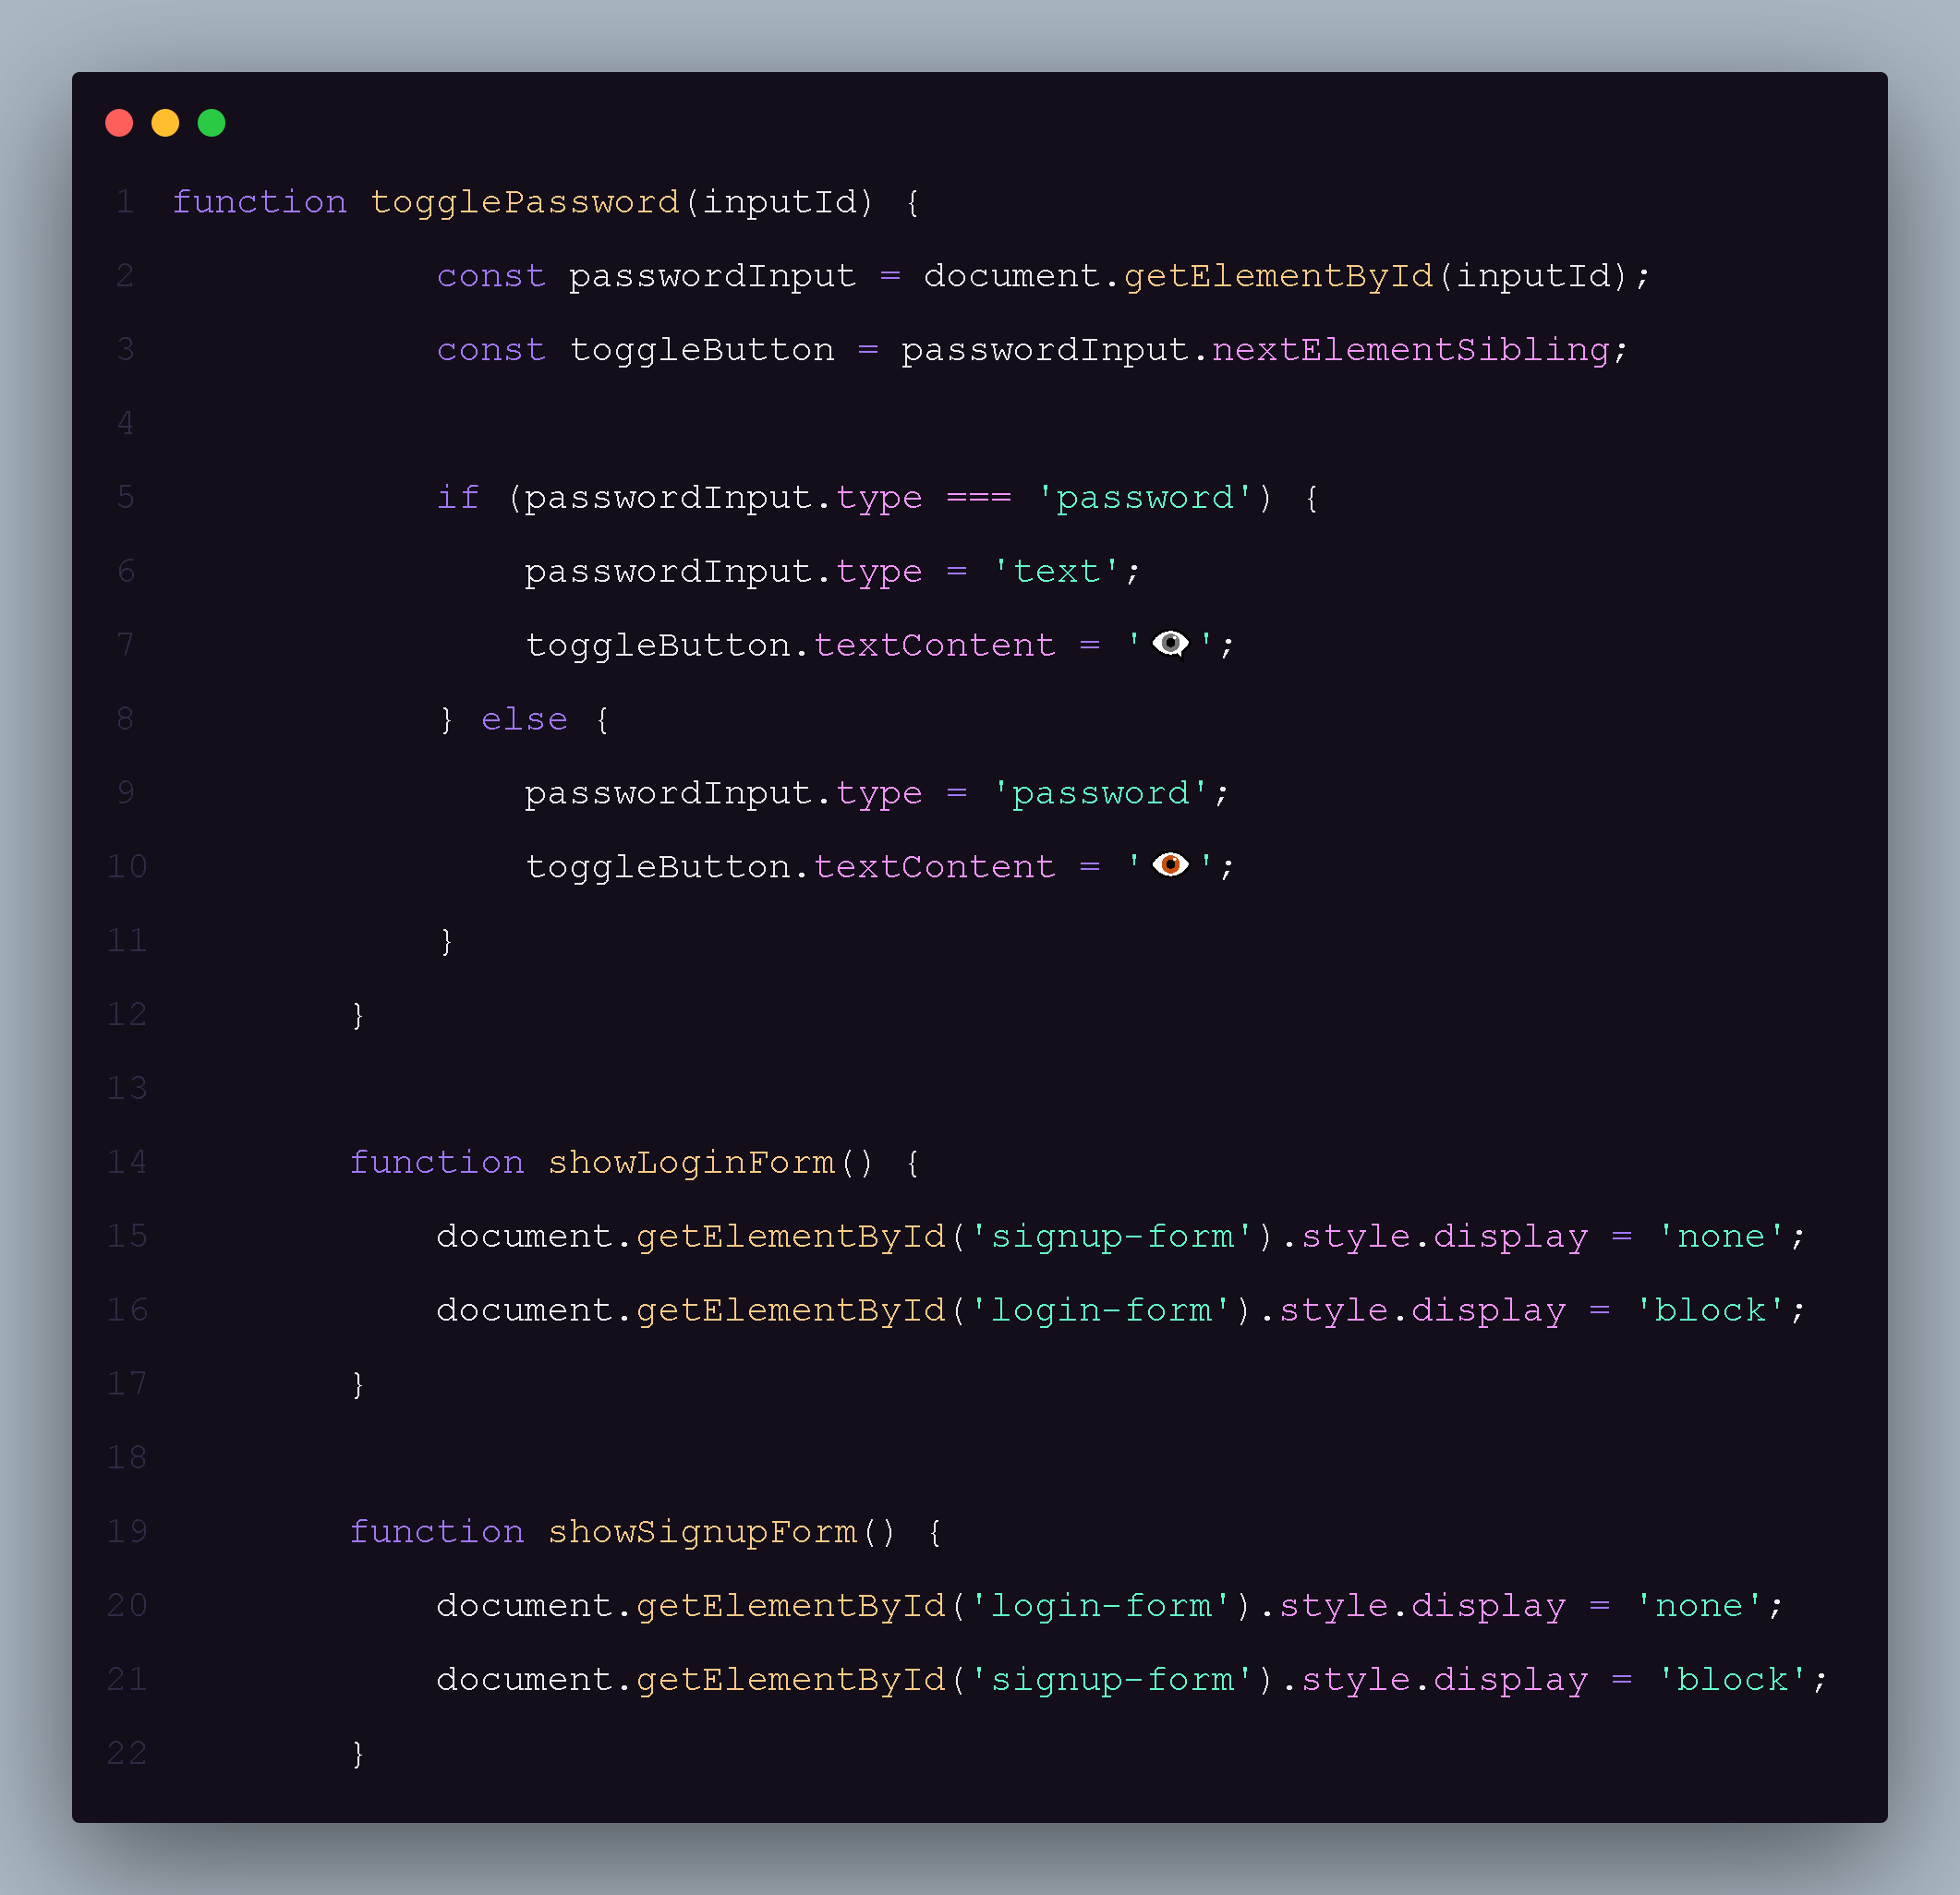 1 function togglePassword(inputId) {
2             const passwordInput = document.getElementById(inputId);
3             const toggleButton = passwordInput.nextElementSibling;
4
5             if (passwordInput.type === 'password') {
6                 passwordInput.type = 'text';
7                 toggleButton.textContent = '👁️‍🗨️';
8             } else {
9                 passwordInput.type = 'password';
10                 toggleButton.textContent = '👁️';
11             }
12         }
13
14         function showLoginForm() {
15             document.getElementById('signup-form').style.display = 'none';
16             document.getElementById('login-form').style.display = 'block';
17         }
18
19         function showSignupForm() {
20             document.getElementById('login-form').style.display = 'none';
21             document.getElementById('signup-form').style.display = 'block';
22         }